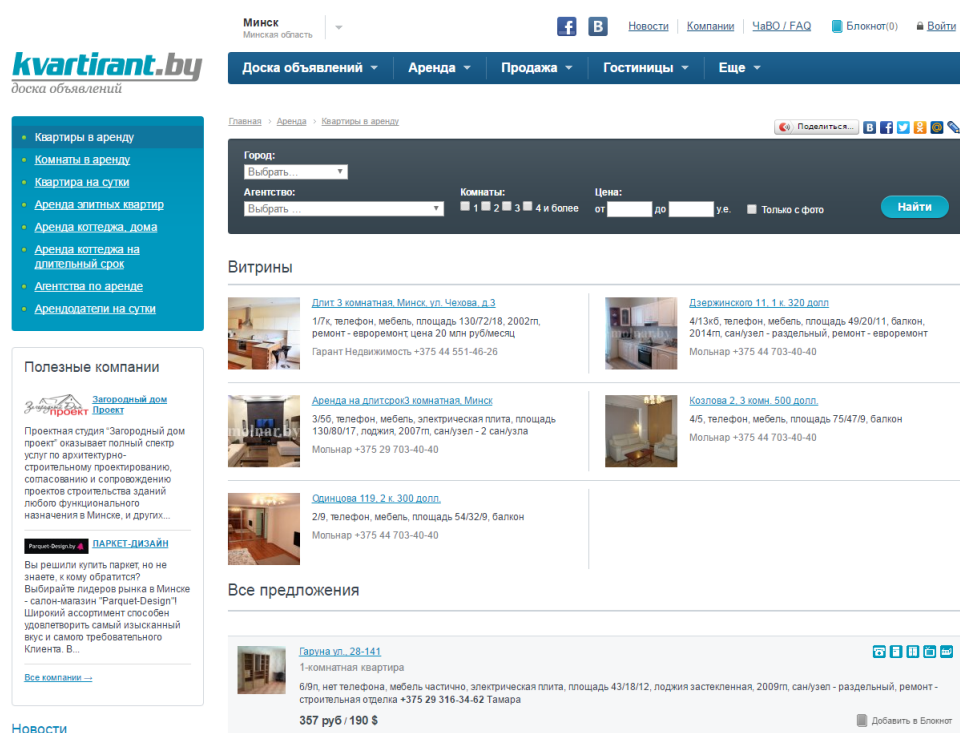 Минск
Минская область
Новости
Компании
ЧаВО / FAQ
Блокнот(0)
Войти
kvartirant.by
доска объявлений
Доска объявлений
Аренда
Продажа
Гостиницы
Еще
Главная › Аренда › Квартиры в аренду
Поделиться...
Квартиры в аренду
Комнаты в аренду
Квартира на сутки
Аренда элитных квартир
Аренда коттеджа, дома
Аренда коттеджа на
длительный срок
Агентства по аренде
Арендодатели на сутки
Город:
Выбрать...
Агентство:
Выбрать ...
Комнаты:
1 2 3 4 и более
Цена:
от до у.е.
Только с фото
Найти
Витрины
Длит. 3 комнатная, Минск, ул. Чехова, д.3
1/7к, телефон, мебель, площадь 130/72/18, 2002гп,
ремонт - евроремонт, цена 20 млн руб/месяц
Гарант Недвижимость +375 44 551-46-26
Дзержинского 11, 1 к. 320 долл
4/13кб, телефон, мебель, площадь 49/20/11, балкон,
2014гп, сан/узел - раздельный, ремонт - евроремонт
Мольнар +375 44 703-40-40
Аренда на длитсрок3 комнатная, Минск
3/5б, телефон, мебель, электрическая плита, площадь
130/80/17, лоджия, 2007гп, сан/узел - 2 сан/узла
Мольнар +375 29 703-40-40
Козлова 2, 3 комн. 500 долл.
4/5, телефон, мебель, площадь 75/47/9, балкон
Мольнар +375 44 703-40-40
Одинцова 119, 2 к. 300 долл.
2/9, телефон, мебель, площадь 54/32/9, балкон
Мольнар +375 44 703-40-40
Полезные компании
Загородный дом
Проект
Проектная студия “Загородный дом
проект” оказывает полный спектр
услуг по архитектурно-
строительному проектированию,
согласованию и сопровождению
проектов строительства зданий
любого функционального
назначения в Минске, и других...
Parquet-Design.by
ПАРКЕТ-ДИЗАЙН
Вы решили купить паркет, но не
знаете, к кому обратится?
Выбирайте лидеров рынка в Минске
- салон-магазин "Parquet-Design"!
Широкий ассортимент способен
удовлетворить самый изысканный
вкус и самого требовательного
Клиента. В...
Все компании →
Новости
Все предложения
Гаруна ул., 28-141
1-комнатная квартира
6/9п, нет телефона, мебель частично, электрическая плита, площадь 43/18/12, лоджия застекленная, 2009гп, сан/узел - раздельный, ремонт -
строительная отделка +375 29 316-34-62 Тамара
357 руб / 190 $
Добавить в Блокнот